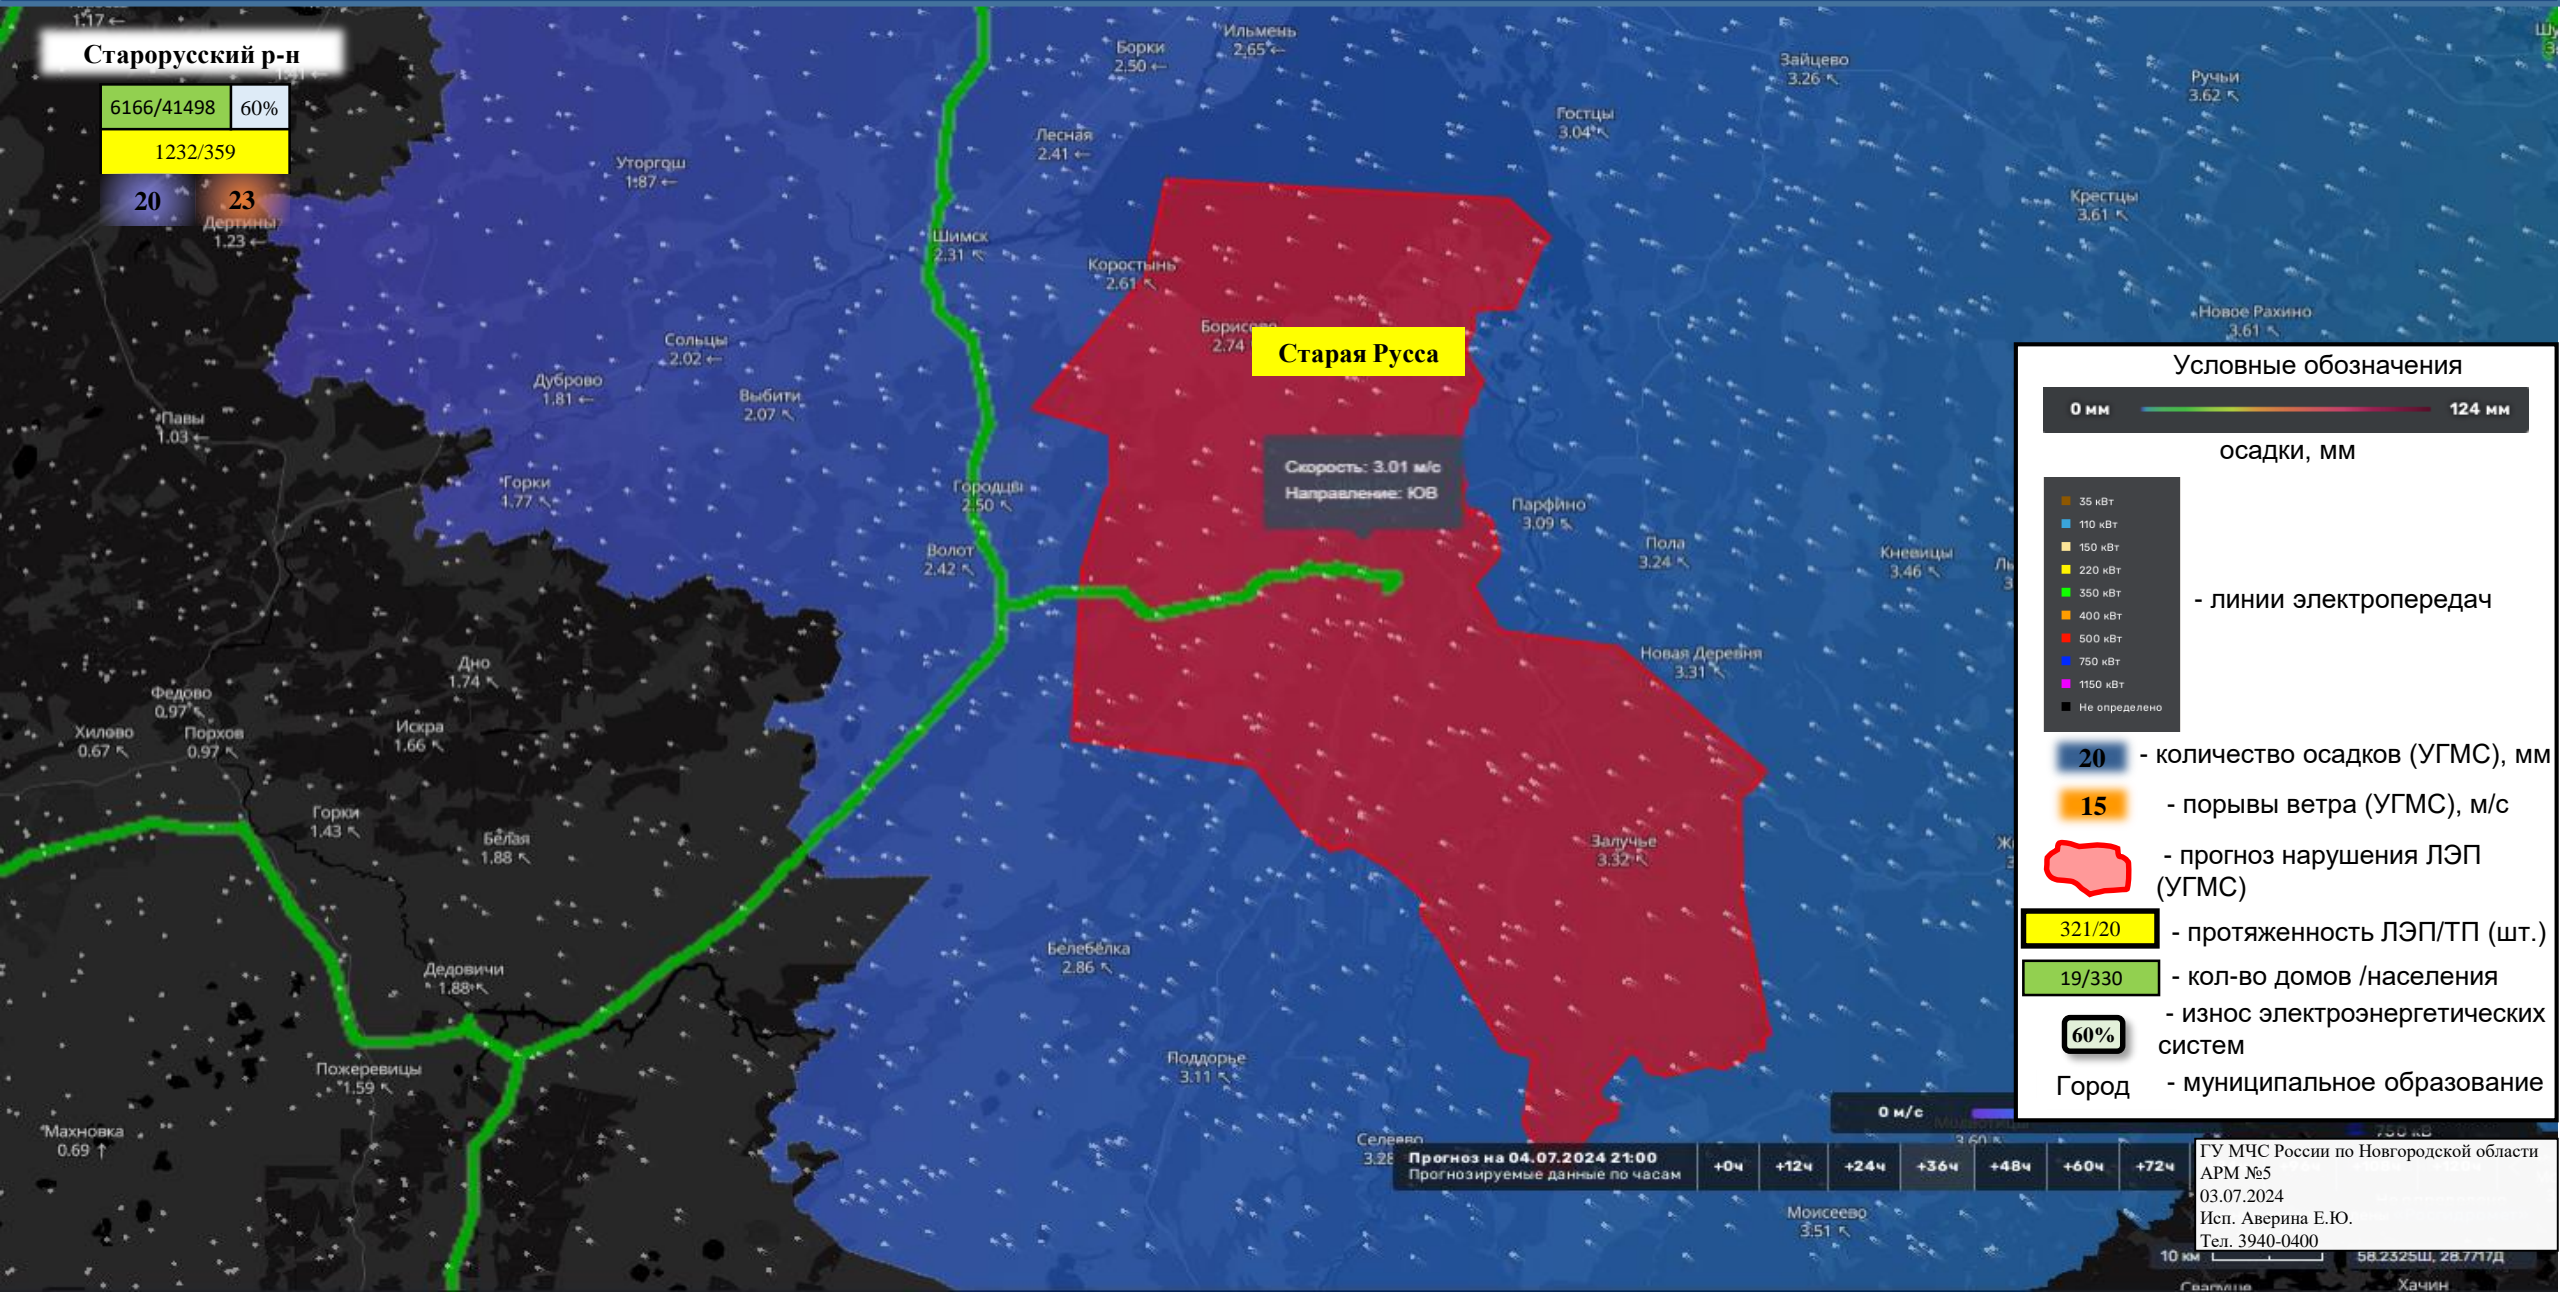 1.17 ←
Старорусский р-н
6166/41498 60%
1232/359
20 23
Дертины
1.23 ←
Борки
2.50 ←
Ильмень
2,65 ←
Зайцево
3.26 ↖
Ручьи
3.62 ↖
Гостцы
3.04 ↖
Лесная
2.41 ←
Уторгош
1.87 ←
Крестцы
3.61 ↖
Шимск
2.31 ↖
Коростынь
2.61 ↖
Новое Рахино
3.61 ↖
Борисово
2.74
Старая Русса
Сольцы
2.02 ←
Дуброво
1.81 ←
Выбити
2.07 ↖
Павы
1.03 ←
Скорость: 3.01 м/с
Направление: ЮВ
Горки
1.77 ↖
Городцы
2.50 ↖
Парфино
3.09 ↖
Волот
2.42 ↖
Пола
3.24 ↖
Кневицы
3.46 ↖
Новая Деревня
3.31 ↖
Дно
1.74 ↖
Федово
0.97 ↖
Хилово
0.67 ↖
Порхов
0.97 ↖
Искра
1.66 ↖
Горки
1.43 ↖
Белая
1.88 ↖
Залучье
3.32 ↖
Белебёлка
2.86 ↖
Дедовичи
1.88 ↖
Поддорье
3.11 ↖
Пожеревицы
1.59 ↖
Махновка
0.69 ↑
Селеево
3.28
Моисеево
3.51 ↖
Условные обозначения
0 мм 124 мм
осадки, мм
35 кВт
110 кВт
150 кВт
220 кВт
350 кВт
400 кВт
500 кВт
750 кВт
1150 кВт
Не определено
- линии электропередач
20 - количество осадков (УГМС), мм
15 - порывы ветра (УГМС), м/с
- прогноз нарушения ЛЭП
(УГМС)
321/20 - протяженность ЛЭП/ТП (шт.)
19/330 - кол-во домов /населения
- износ электроэнергетических
60% систем
Город - муниципальное образование
0 м/с
3.60 ↖
750 кВ
Прогноз на 04.07.2024 21:00
Прогнозируемые данные по часам
+0ч +12ч +24ч +36ч +48ч +60ч +72ч
ГУ МЧС России по Новгородской области
АРМ №5
03.07.2024
Исп. Аверина Е.Ю.
Тел. 3940-0400
10 км 58.2325Ш, 28.7717Д
Хачин